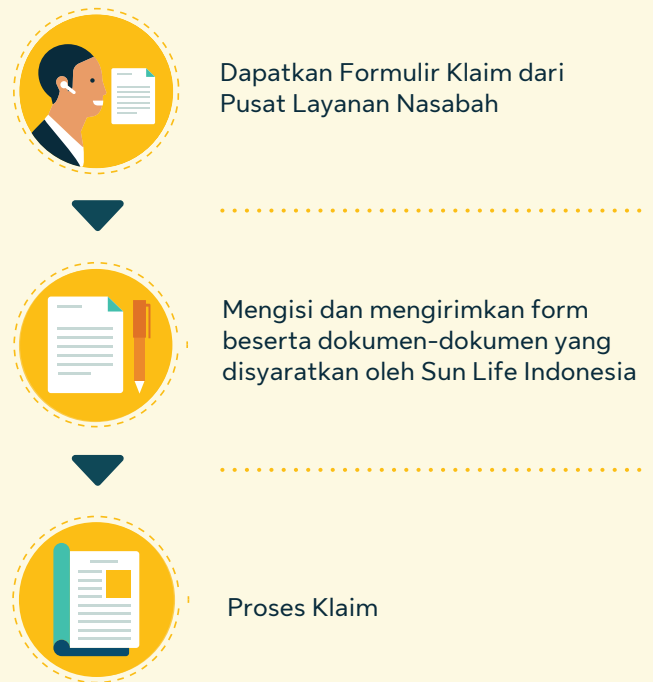 Dapatkan Formulir Klaim dari
Pusat Layanan Nasabah
Mengisi dan mengirimkan form
beserta dokumen-dokumen yang
disyaratkan oleh Sun Life Indonesia
Proses Klaim